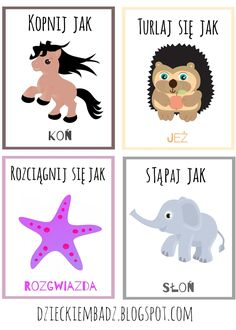 Kopnij jak
KOŃ
Turlaj się jak
JEŻ
Rozciągnij się jak
ROZGWIAZDA
Stąpaj jak
SŁOŃ
DZIECKIEMBADZ.BLOGSPOT.COM